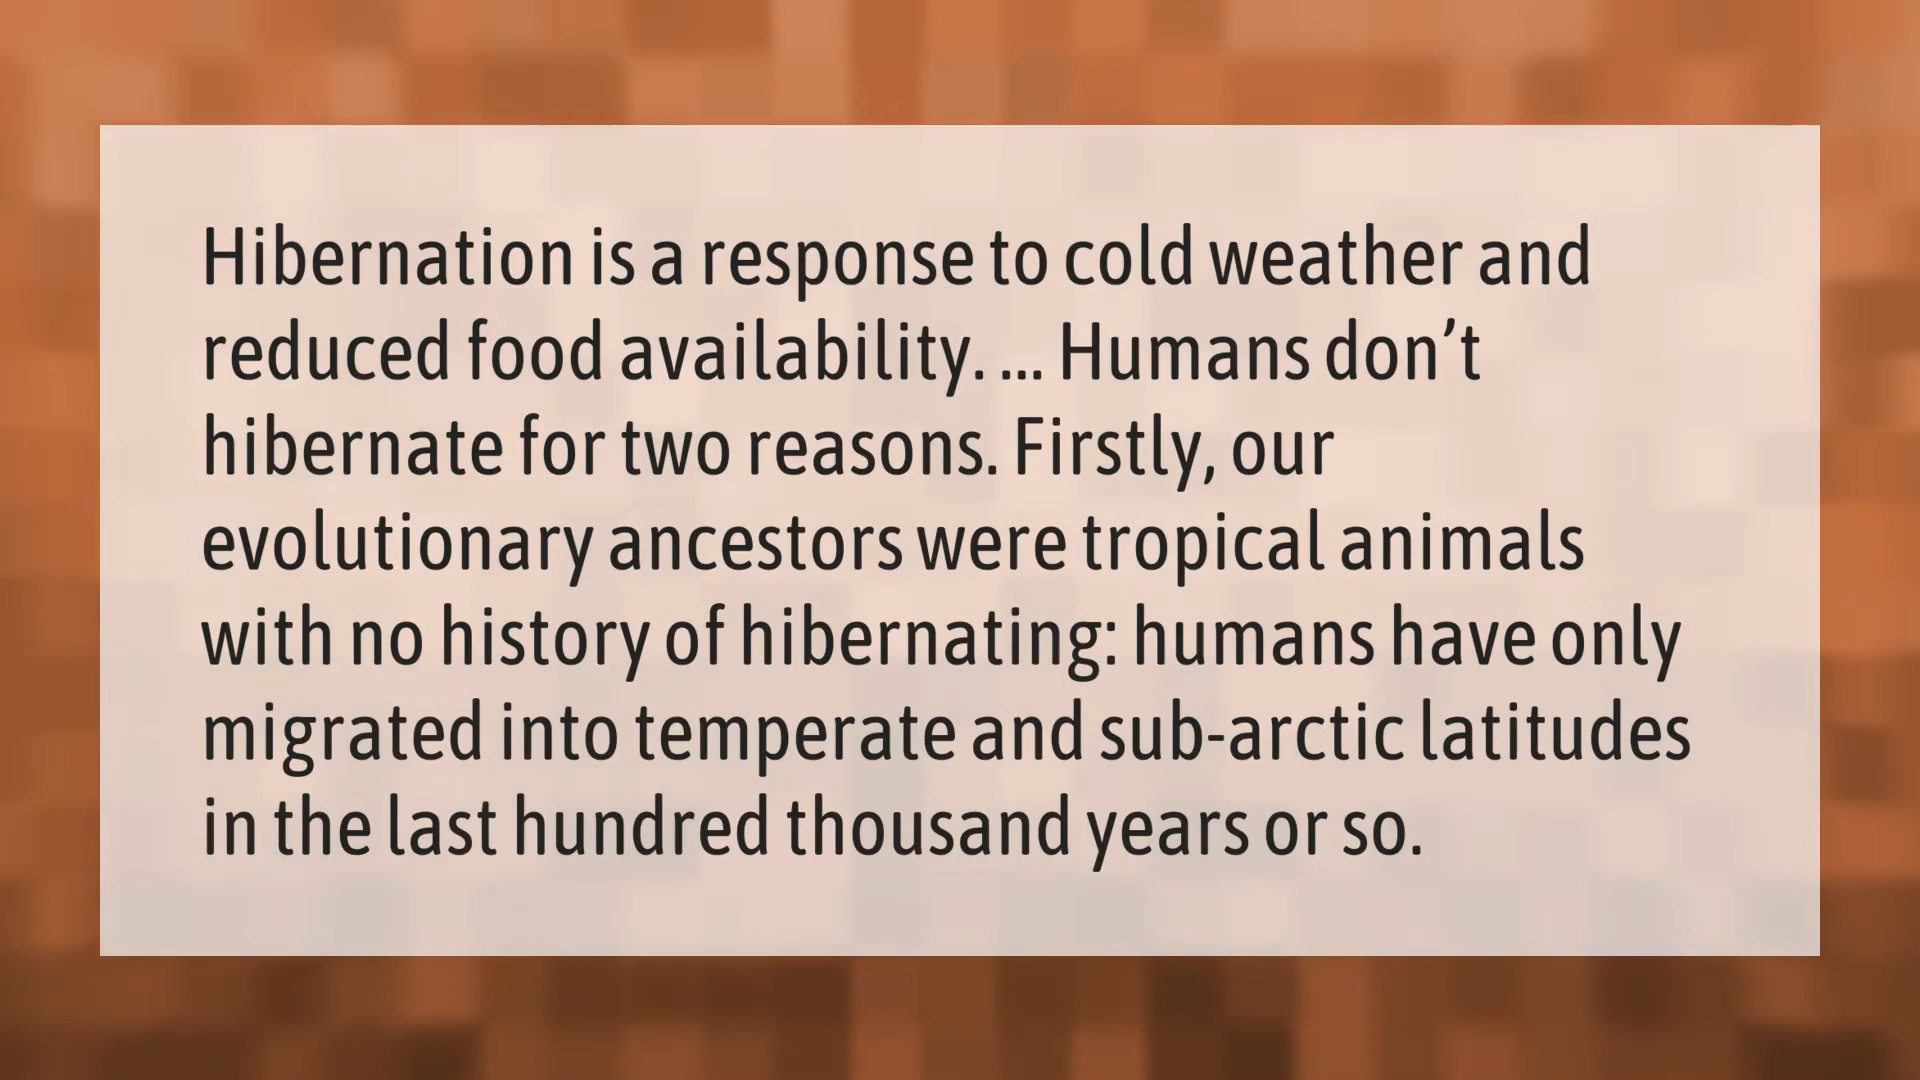 Hibernation is a response to cold weather and
reduced food availability. ... Humans don’t
hibernate for two reasons. Firstly, our
evolutionary ancestors were tropical animals
with no history of hibernating: humans have only
migrated into temperate and sub-arctic latitudes
in the last hundred thousand years or so.